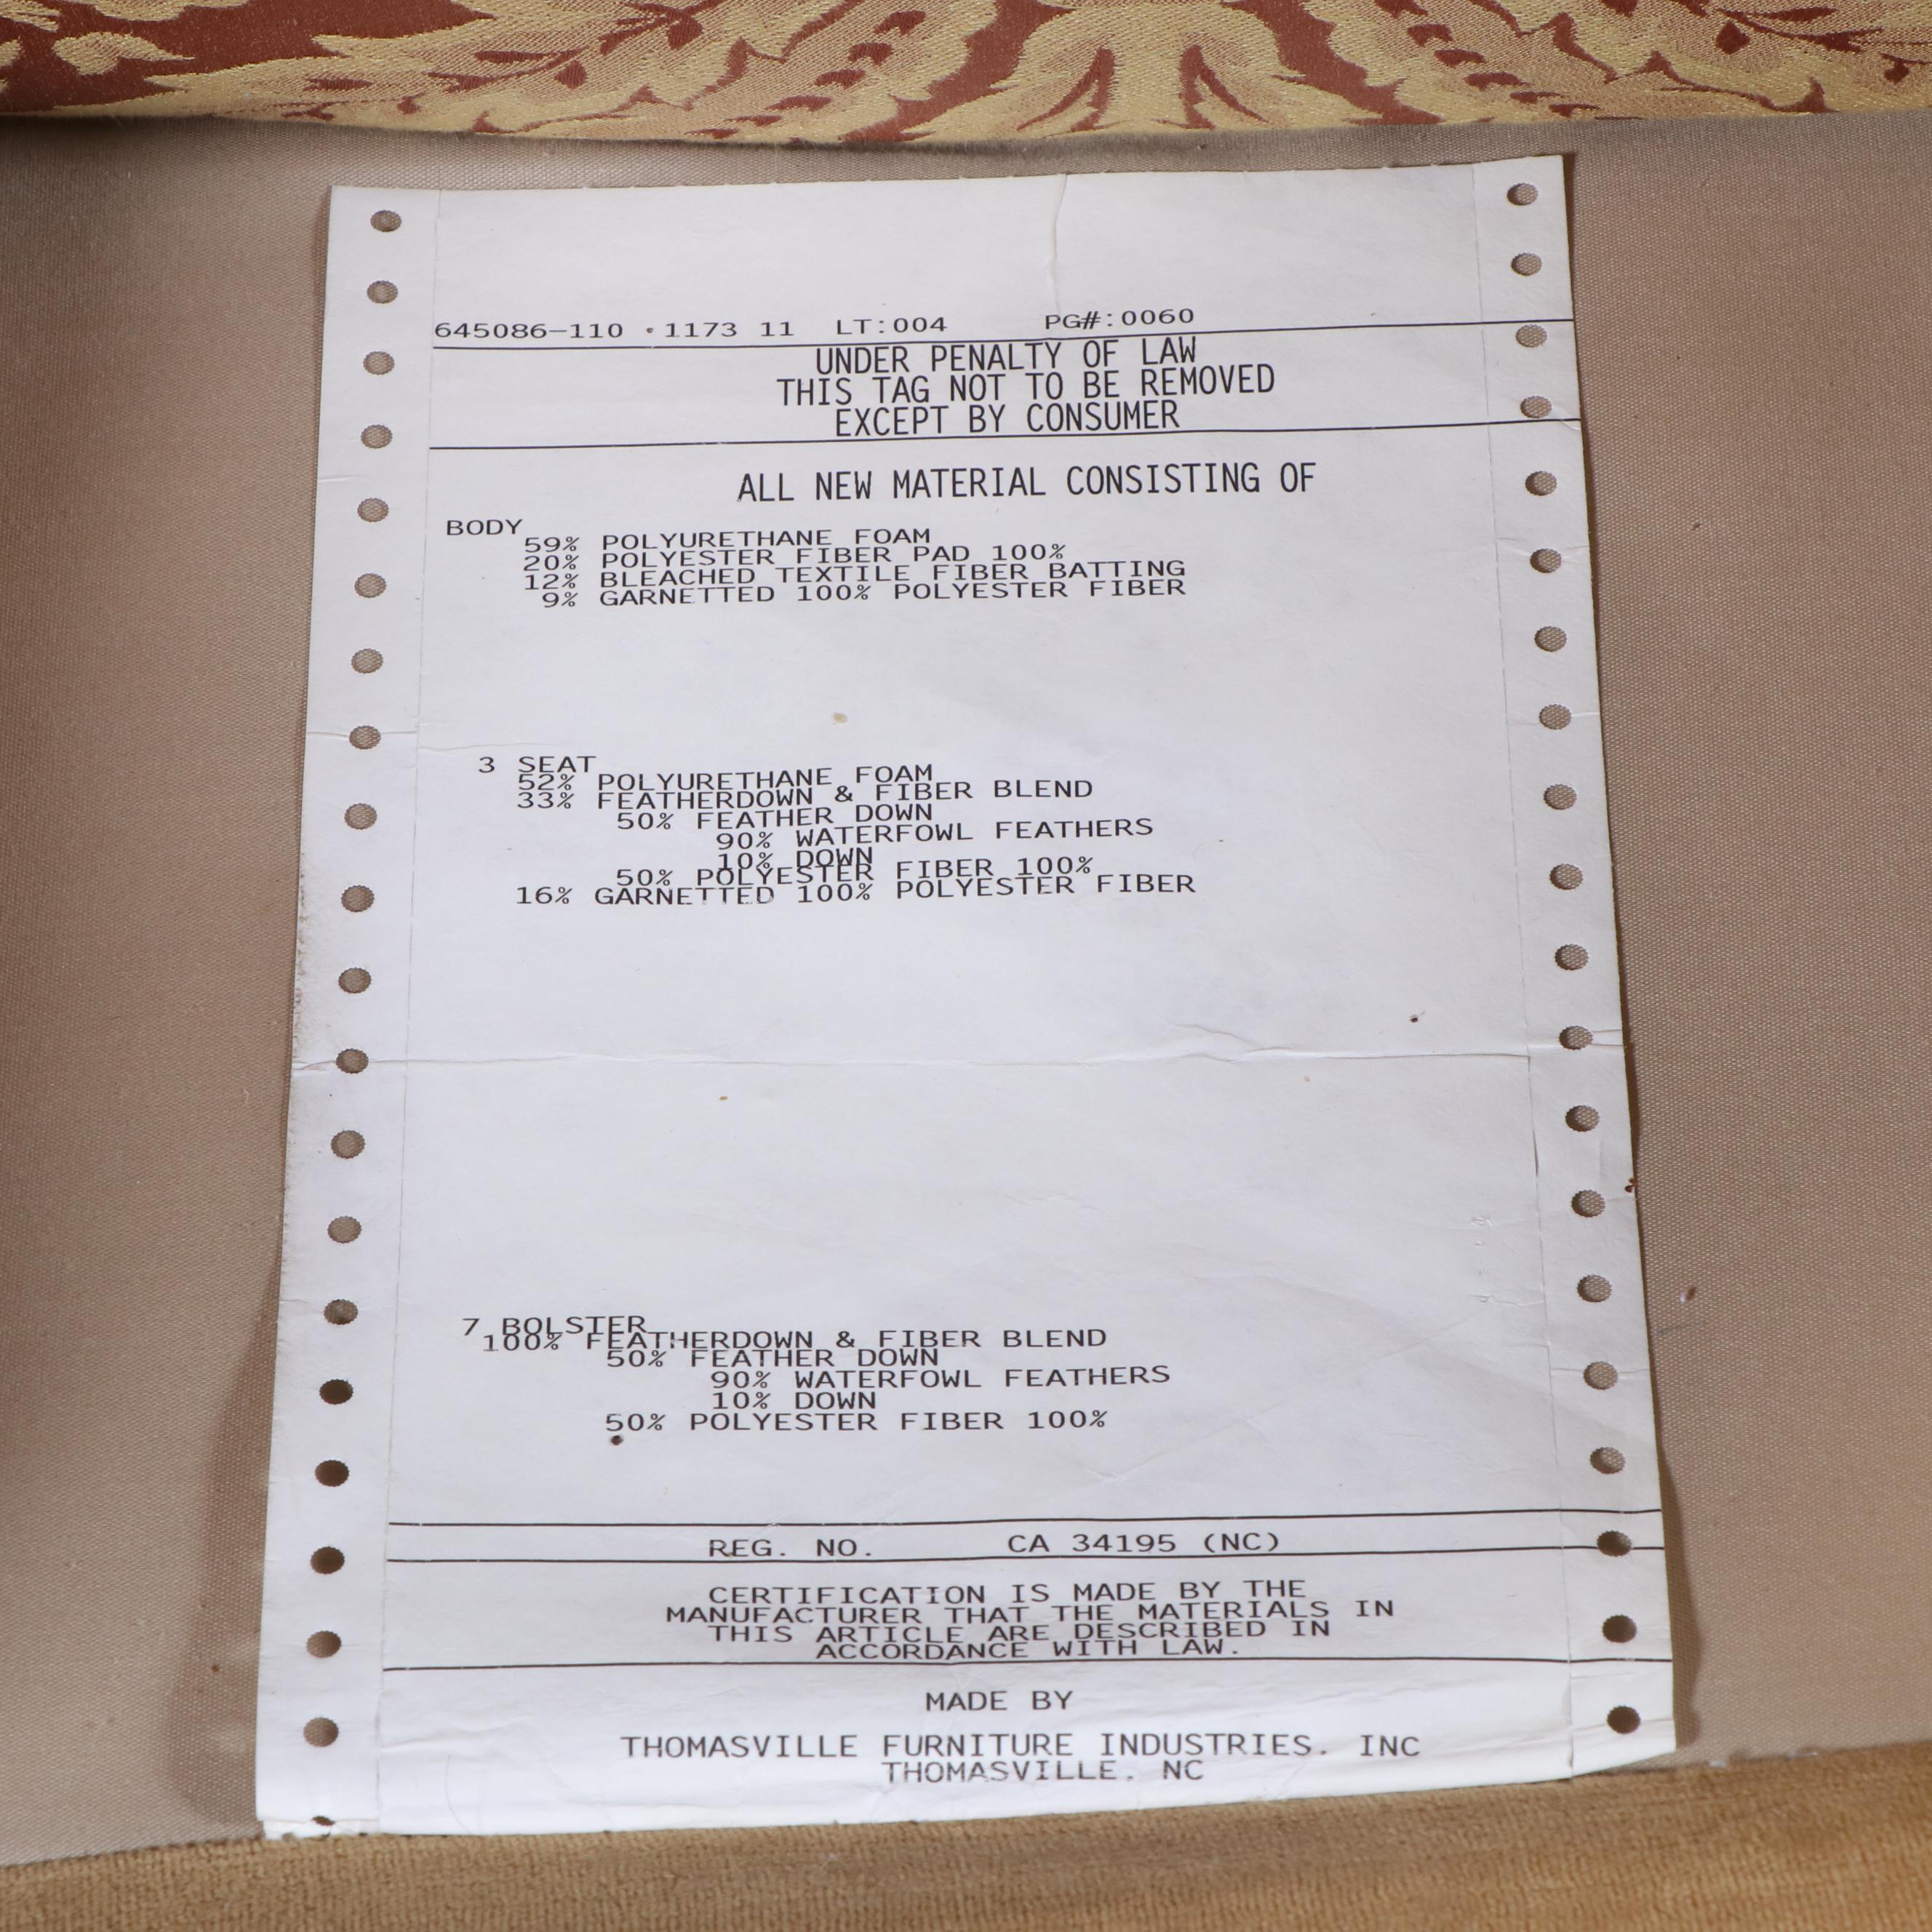 645086-110 •1173 11 LT:004 PG#:0060
UNDER PENALTY OF LAW
THIS TAG NOT TO BE REMOVED
EXCEPT BY CONSUMER
ALL NEW MATERIAL CONSISTING OF
BODY
59% POLYURETHANE FOAM
20% POLYESTER FIBER PAD 100%
12% BLEACHED TEXTILE FIBER BATTING
9% GARNETTED 100% POLYESTER FIBER
3 SEAT
52% POLYURETHANE FOAM
33% FEATHERDOWN & FIBER BLEND
50% FEATHER DOWN
90% WATERFOWL FEATHERS
10% DOWN
50% POLYESTER FIBER 100%
16% GARNETTED 100% POLYESTER FIBER
7 BOLSTER
100% FEATHERDOWN & FIBER BLEND
50% FEATHER DOWN
90% WATERFOWL FEATHERS
10% DOWN
50% POLYESTER FIBER 100%
REG. NO. CA 34195 (NC)
CERTIFICATION IS MADE BY THE
MANUFACTURER THAT THE MATERIALS IN
THIS ARTICLE ARE DESCRIBED IN
ACCORDANCE WITH LAW.
MADE BY
THOMASVILLE FURNITURE INDUSTRIES. INC
THOMASVILLE. NC